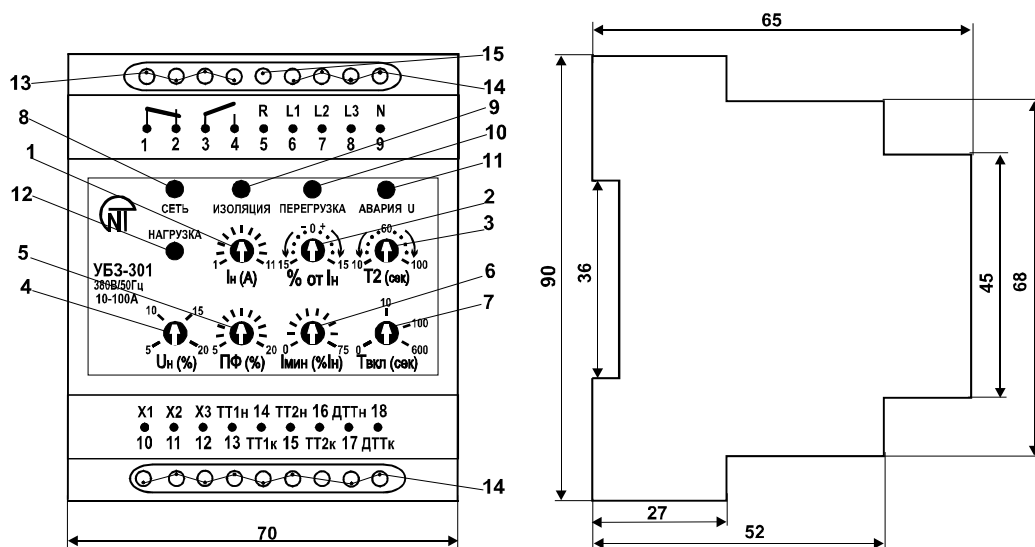 65
13
15
14
8
9
R L1 L2 L3 N
1 2 3 4 5 6 7 8 9
10
1
11
СЕТЬ ИЗОЛЯЦИЯ ПЕРЕГРУЗКА АВАРИЯ U
12
2
NT
НАГРУЗКА
- 0 +
60
3
1 11
15 15
10 100
5
УБЗ-301
Iн (А)
% от Iн
Т2 (сек)
380В/50Гц
10-100А
6
4
10 15
10
7
100
5 20
5 20
0 75
0 600
Uн (%)
ПФ (%)
Iмин (%Iн)
Твкл (сек)
X1 X2 X3 ТТ1н 14 ТТ2н 16 ДТТн 18
10 11 12 13 ТТ1к 15 ТТ2к 17 ДТТк
14
70
90
36
45
68
27
52